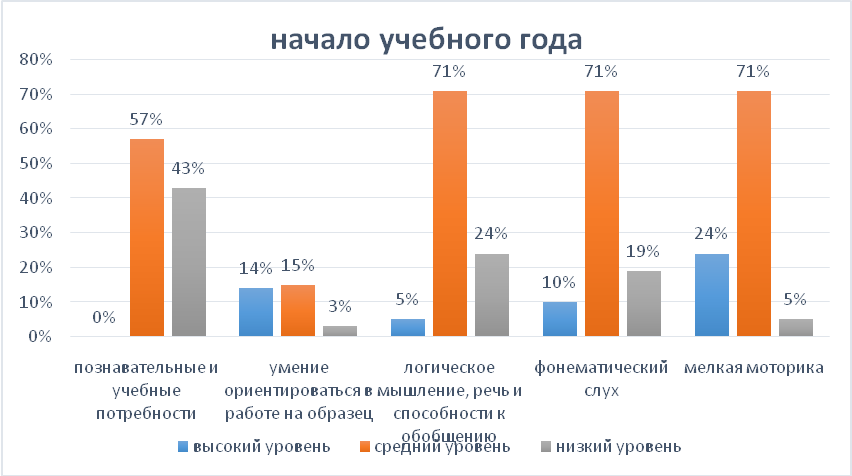 начало учебного года
80%
70%
60%
50%
40%
30%
20%
10%
0%
0%
57%
43%
14%
15%
3%
5%
71%
24%
10%
71%
19%
24%
71%
5%
познавательные и
учебные
потребности
умение
ориентироваться в
работе на образец
логическое
мышление, речь и
способности к
обобщению
фонематический
слух
мелкая моторика
высокий уровень
средний уровень
низкий уровень